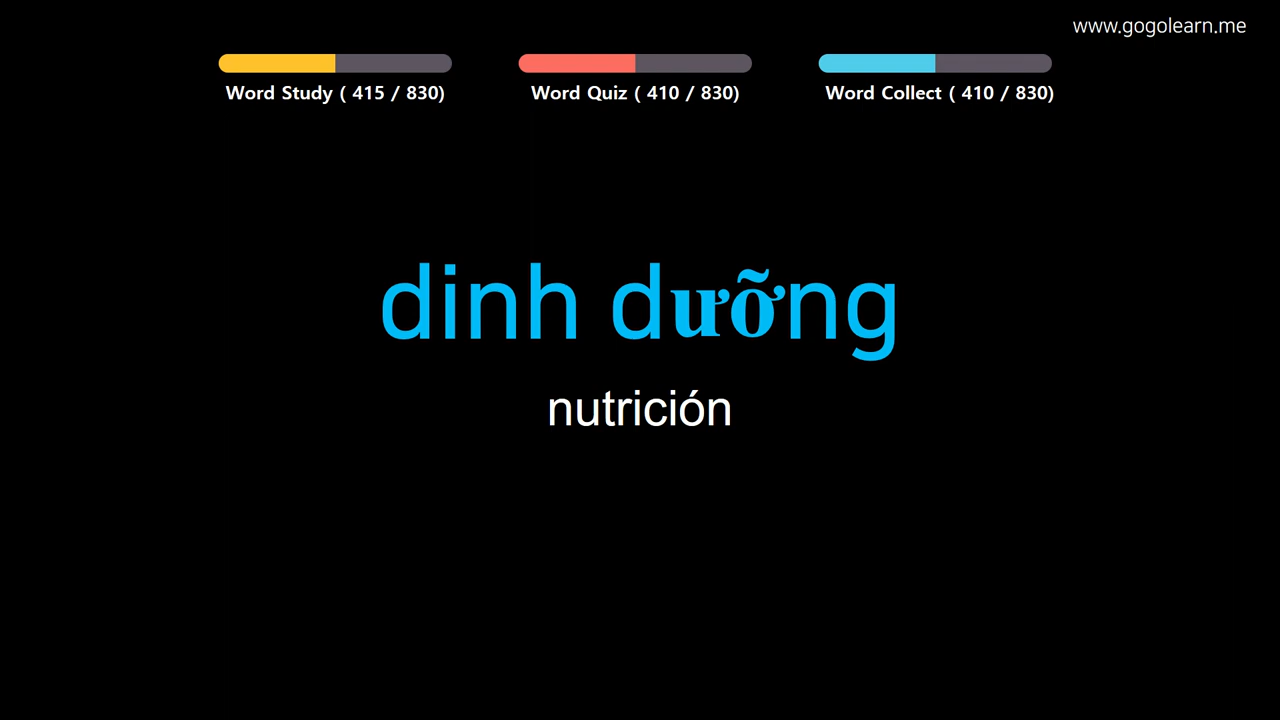 www.gogolearn.me
Word Study ( 415 / 830)
Word Quiz ( 410 / 830)
Word Collect ( 410 / 830)
dinh dưỡng
nutrición